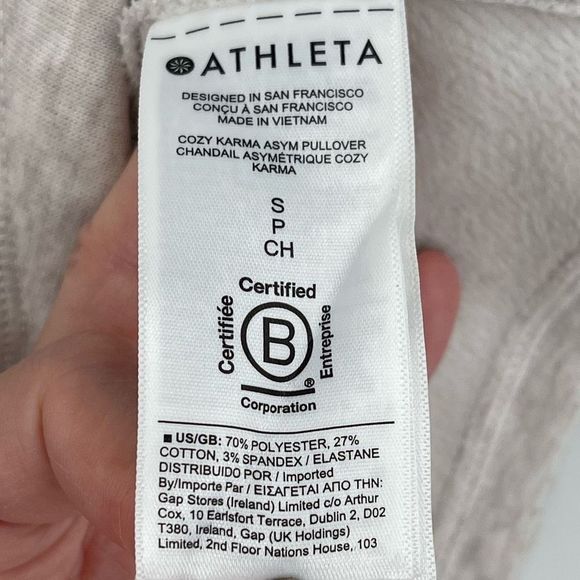 ATHLETA
DESIGNED IN SAN FRANCISCO
CONÇU À SAN FRANCISCO
MADE IN VIETNAM
COZY KARMA ASYM PULLOVER
CHANDAIL ASYMÉTRIQUE COZY
KARMA
S
P
CH
Certified
Certifiée
B
Entreprise
®
Corporation
■ US/GB: 70% POLYESTER, 27%
COTTON, 3% SPANDEX / ELASTANE
DISTRIBUIDO POR / Imported
By/Importe Par / ΕΙΣΑΓΕΤΑΙ ΑΠΟ ΤΗΝ:
Gap Stores (Ireland) Limited c/o Arthur
Cox, 10 Earlsfort Terrace, Dublin 2, D02
T380, Ireland, Gap (UK Holdings)
Limited, 2nd Floor Nations House, 103